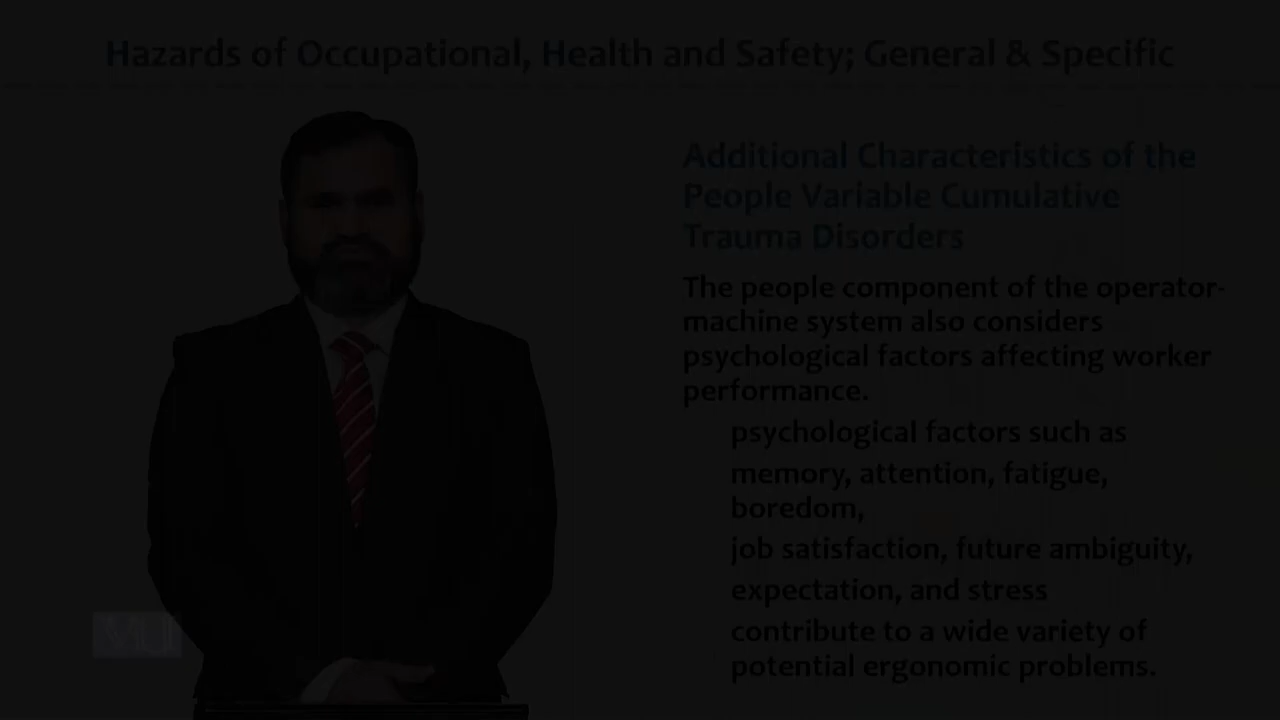 Hazards of Occupational, Health and Safety; General & Specific
Additional Characteristics of the
People Variable Cumulative
Trauma Disorders
The people component of the operator-
machine system also considers
psychological factors affecting worker
performance.
psychological factors such as
memory, attention, fatigue,
boredom,
job satisfaction, future ambiguity,
expectation, and stress
contribute to a wide variety of
potential ergonomic problems.